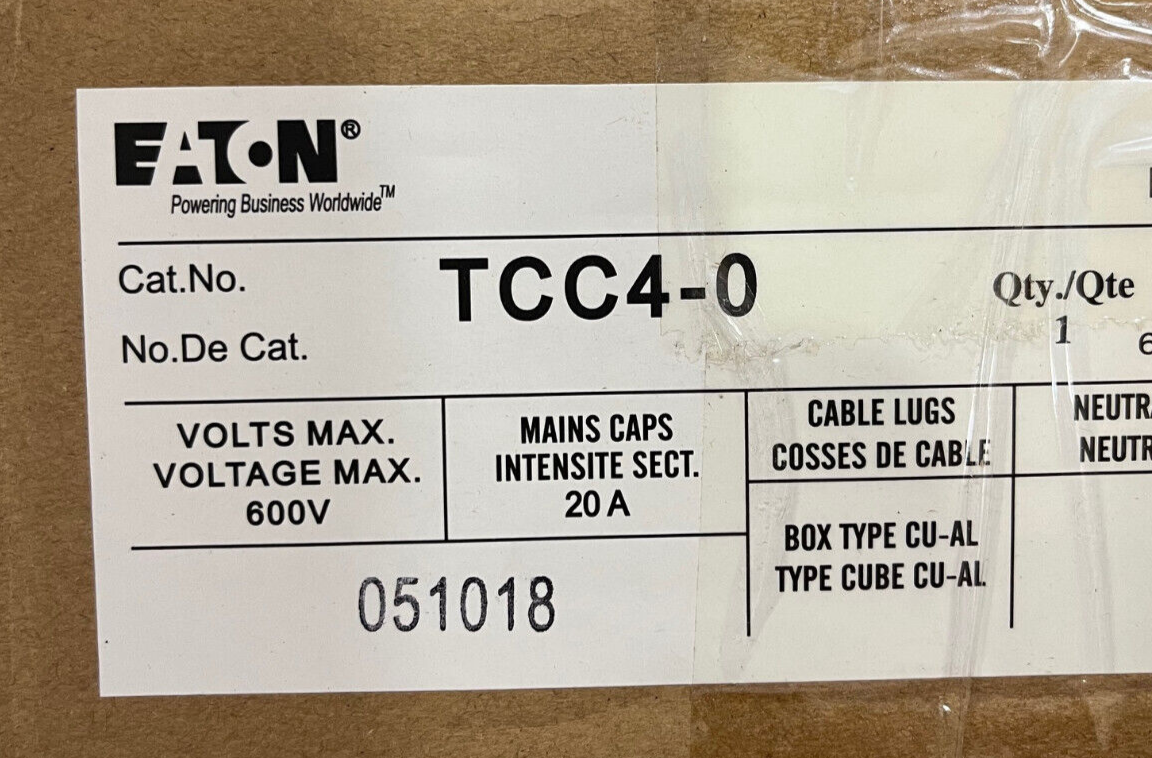 EATON®
Powering Business Worldwide™
Cat.No.
TCC4-0
Qty./Qte
No.De Cat.
1
VOLTS MAX.
VOLTAGE MAX.
600V
MAINS CAPS
INTENSITE SECT.
20 A
CABLE LUGS
COSSES DE CABLE
BOX TYPE CU-AL
TYPE CUBE CU-AL
051018